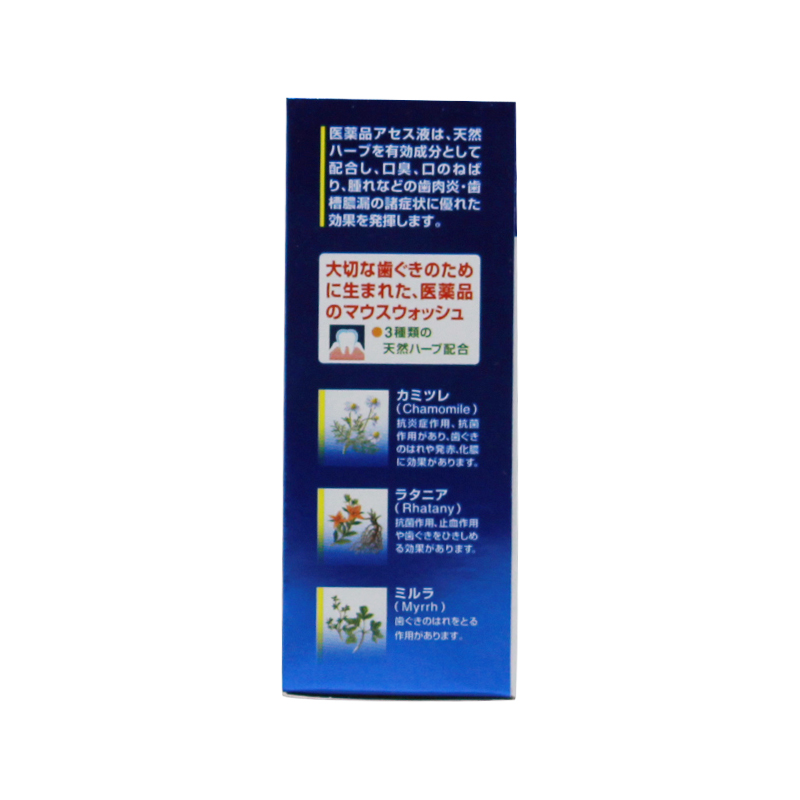 医薬品アセス液は、天然
ハーブを有効成分として
配合し、口臭、口のねば
り、腫れなどの歯肉炎・歯
槽膿漏の諸症状に優れた
効果を発揮します。
大切な歯ぐきのため
に生まれた、医薬品
のマウスウォッシュ
●3種類の
天然ハーブ配合
カミツレ
(Chamomile)
抗炎症作用、抗菌
作用があり、歯ぐき
のはれや発赤、化膿
に効果があります。
ラタニア
(Rhatany)
抗菌作用、止血作用
や歯ぐきをひきしめ
る効果があります。
ミルラ
(Myrrh)
歯ぐきのはれをとる
作用があります。